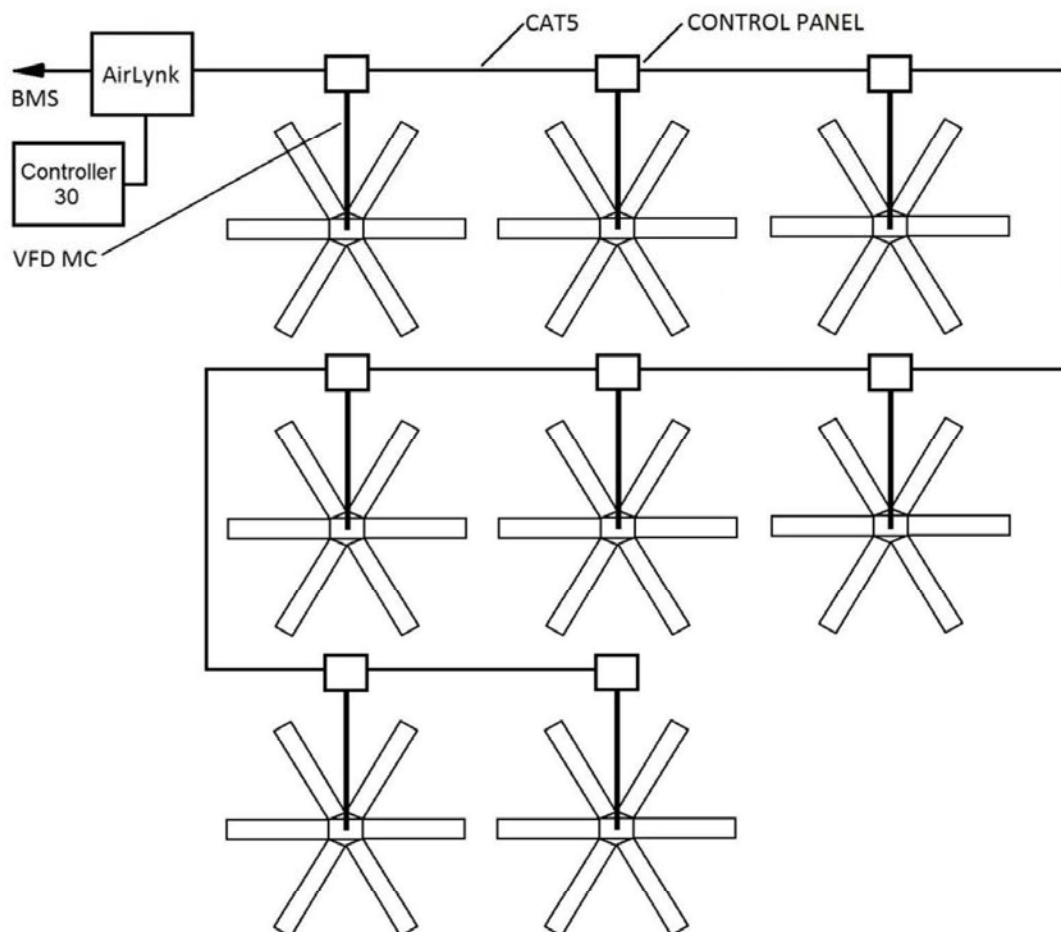 CAT5
CONTROL PANEL
AirLynk
BMS
Controller
30
VFD MC